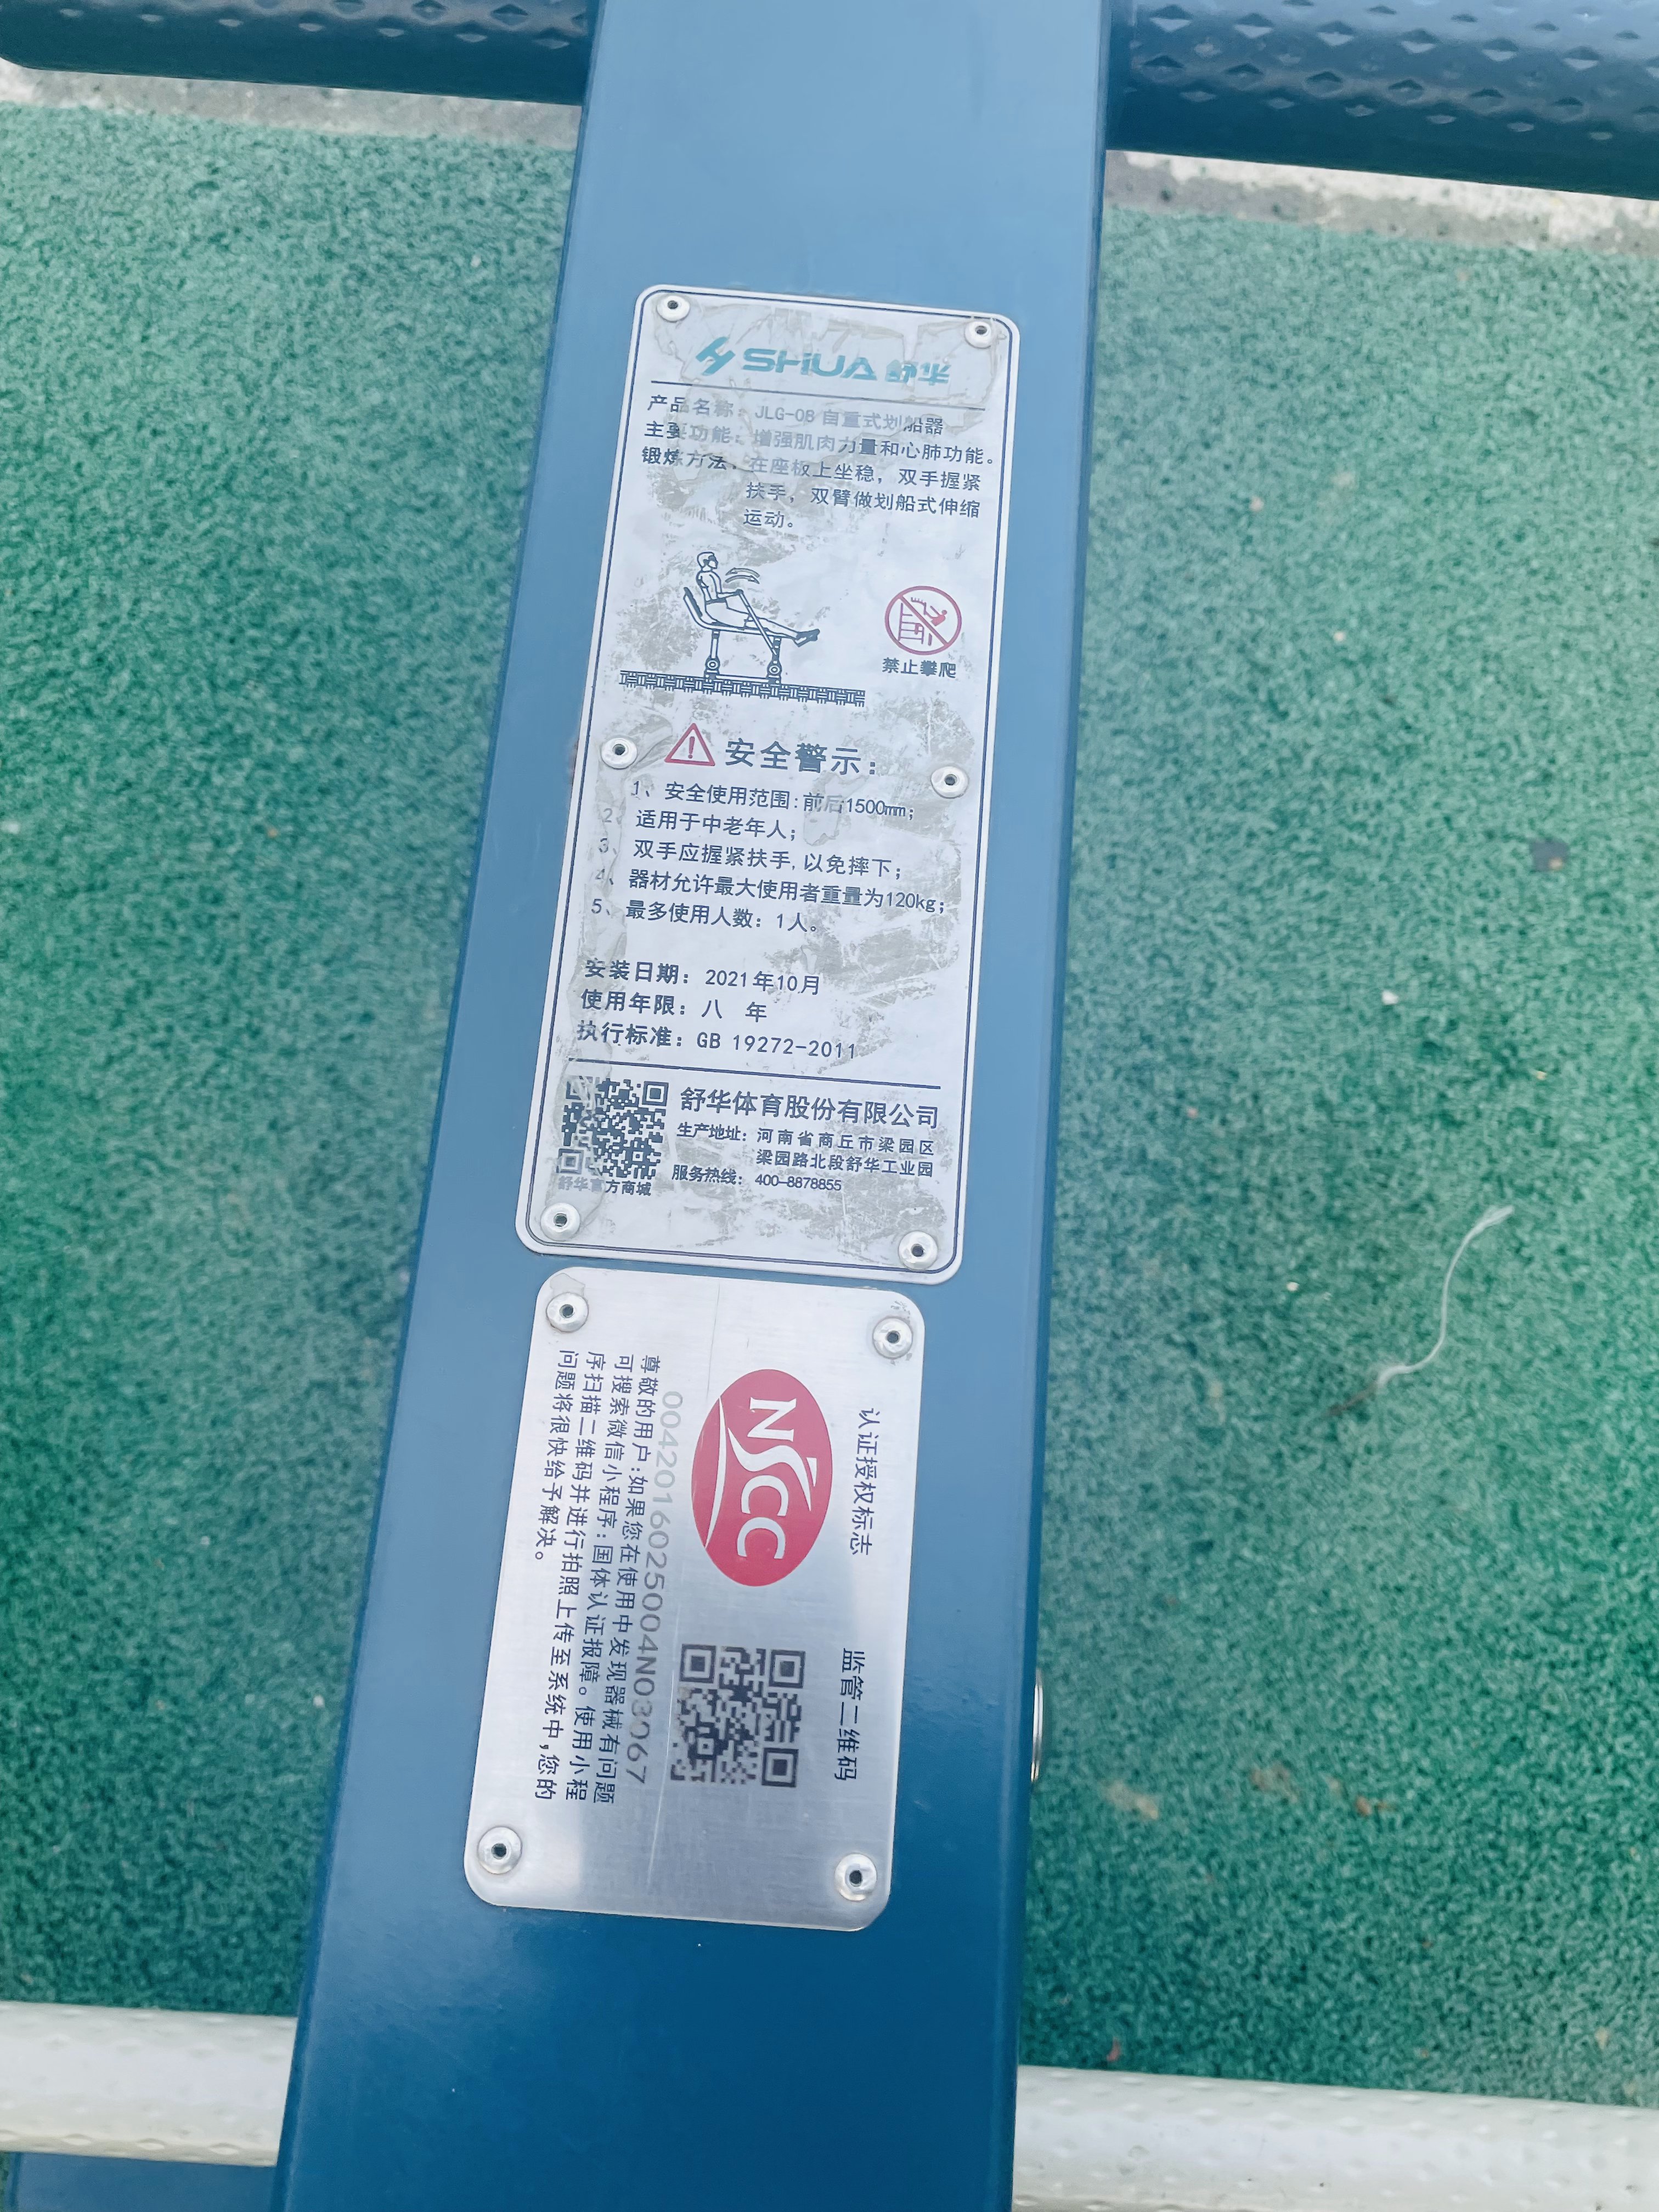 SHUA 舒华
产品名称：JLG-08 自重式划船器
主要功能：增强肌肉力量和心肺功能。
锻炼方法：在座板上坐稳，双手握紧
扶手，双臂做划船式伸缩
运动。
禁止攀爬
安全警示：
1、安全使用范围：前后1500mm；
2、适用于中老年人；
3、双手应握紧扶手，以免摔下；
4、器材允许最大使用者重量为120kg；
5、最多使用人数：1人。
安装日期：2021年10月
使用年限：八 年
执行标准：GB 19272-2011
舒华体育股份有限公司
生产地址：河南省商丘市梁园区
梁园路北段舒华工业园
服务热线：400-8878855
舒华官方商城
认证授权标志
监管二维码
NSCC
0042016025004N03067
尊敬的用户：如果您在使用中发现器械有问题
可搜索微信小程序：国体认证报障。使用小程
序扫描二维码并进行拍照上传至系统中，您的
问题将很快给予解决。